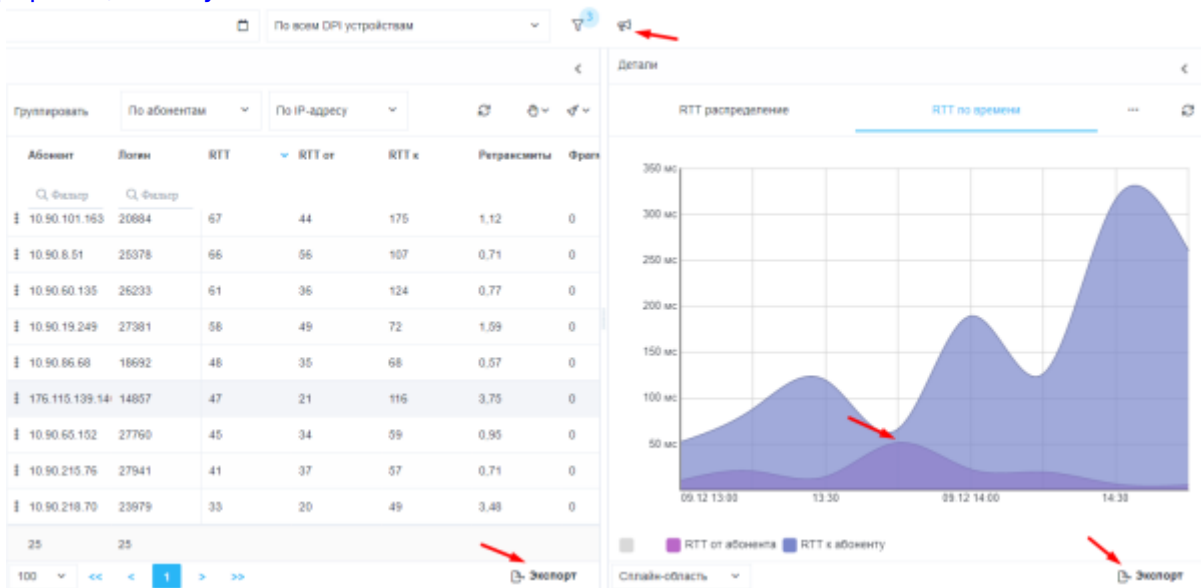 По всем DPI устройствам
3
Детали
Группировать По абонентам По IP-адресу
RTT распределение RTT по времени ...
Абонент Логин RTT RTT от RTT к Ретрансмиты
Фильтр Фильтр
10.90.101.163 20884 67 44 175 1,12 0
10.90.8.51 25378 66 56 107 0,71 0
10.90.60.135 26233 61 36 124 0,77 0
10.90.19.249 27381 58 49 72 1,59 0
10.90.86.68 18692 48 35 68 0,57 0
176.115.139.14 14857 47 21 116 3,75 0
10.90.65.152 27760 45 34 59 0,95 0
10.90.215.76 27941 41 37 57 0,71 0
10.90.218.70 23979 33 20 49 3,48 0
25 25
100 << < 1 > >> Экспорт
350 мс
300 мс
250 мс
200 мс
150 мс
100 мс
50 мс
09.12 13:00 13:30 09.12 14:00 14:30
RTT от абонента RTT к абоненту
Сплайн-область Экспорт